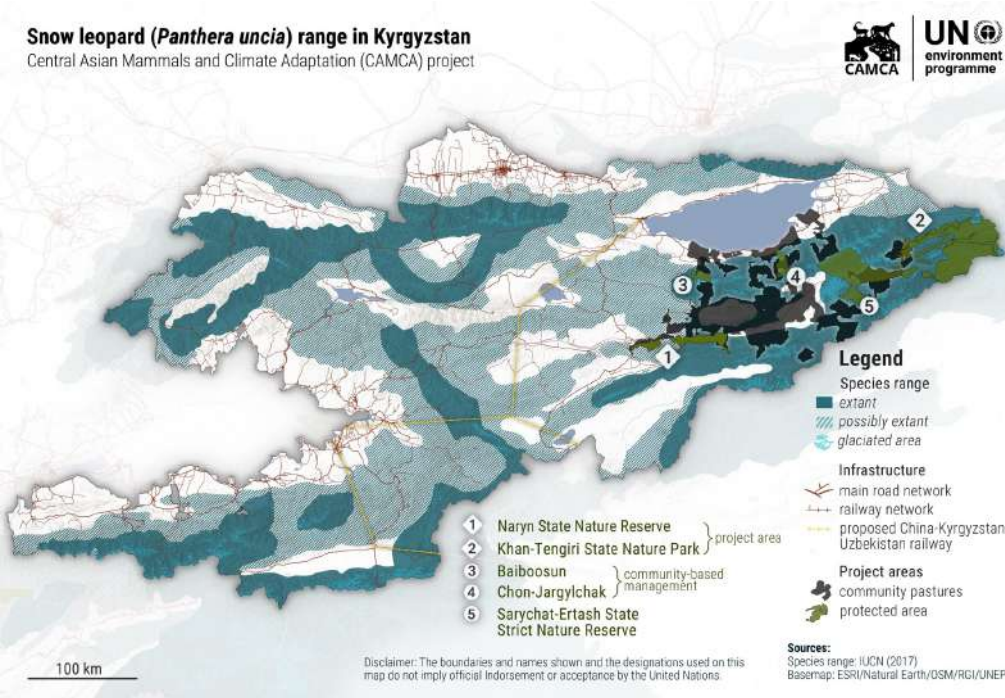 Snow leopard (Panthera uncia) range in Kyrgyzstan
Central Asian Mammals and Climate Adaptation (CAMCA) project
CAMCA
UN
environment
programme
2
3
4
5
1
Legend
Species range
extant
possibly extant
glaciated area
Infrastructure
main road network
railway network
proposed China-Kyrgyzstan
Uzbekistan railway
Project areas
community pastures
protected area
1 Naryn State Nature Reserve
2 Khan-Tengiri State Nature Park
project area
3 Baiboosun
4 Chon-Jargylchak
community-based
management
5 Sarychat-Ertash State
Strict Nature Reserve
100 km
Disclaimer: The boundaries and names shown and the designations used on this
map do not imply official Indorsement or acceptance by the United Nations.
Sources:
Species range: IUCN (2017)
Basemap: ESRI/Natural Earth/OSM/RGI/UNEP